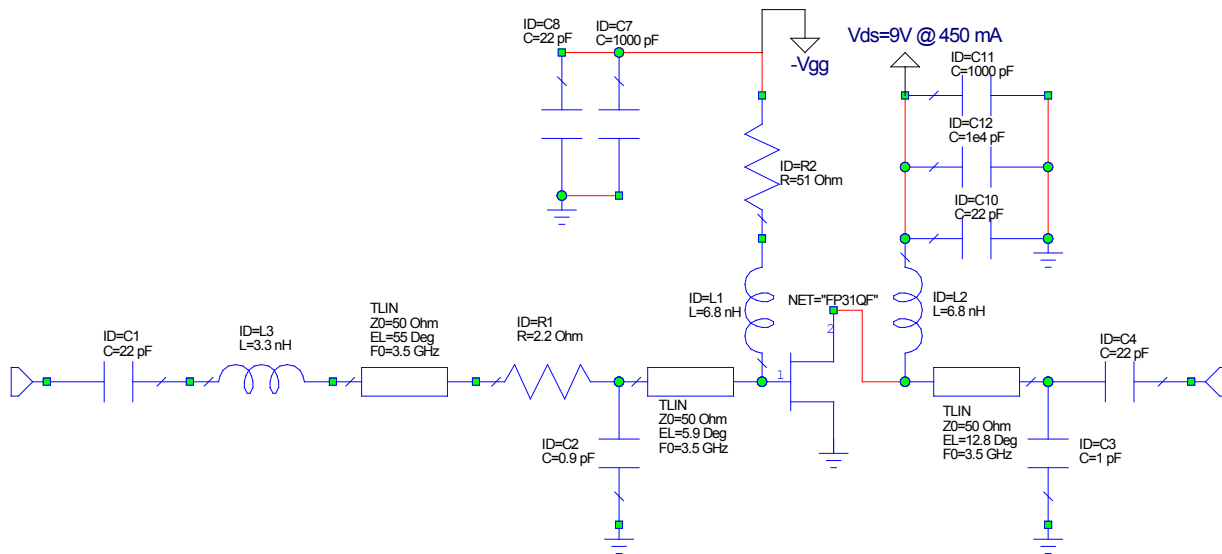 ID=C8
C=22 pF
ID=C7
C=1000 pF
-Vgg
Vds=9V @ 450 mA
ID=C11
C=1000 pF
ID=C12
C=1e4 pF
ID=C10
C=22 pF
ID=R2
R=51 Ohm
ID=L1
L=6.8 nH
NET="FP31QF"
ID=L2
L=6.8 nH
ID=C1
C=22 pF
ID=L3
L=3.3 nH
TLIN
Z0=50 Ohm
EL=55 Deg
F0=3.5 GHz
ID=R1
R=2.2 Ohm
2
1
ID=C4
C=22 pF
TLIN
Z0=50 Ohm
EL=5.9 Deg
F0=3.5 GHz
TLIN
Z0=50 Ohm
EL=12.8 Deg
F0=3.5 GHz
ID=C2
C=0.9 pF
ID=C3
C=1 pF